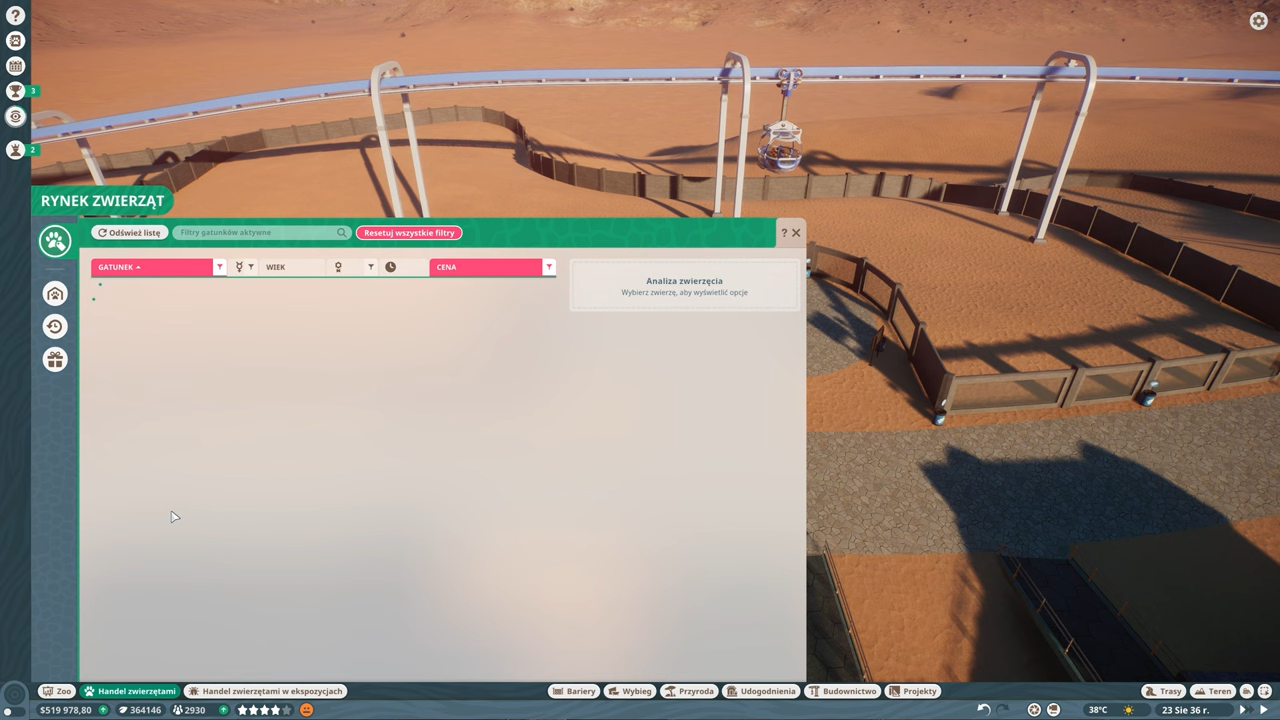 3
2
RYNEK ZWIERZĄT
Odśwież listę
Filtry gatunków aktywne
Resetuj wszystkie filtry
?
GATUNEK
WIEK
CENA
Analiza zwierzęcia
Wybierz zwierzę, aby wyświetlić opcje
Zoo
Handel zwierzętami
Handel zwierzętami w ekspozycjach
Bariery
Wybieg
Przyroda
Udogodnienia
Budownictwo
Projekty
Trasy
Teren
$519 978,80
364146
2930
38°C
23 Sie 36 r.